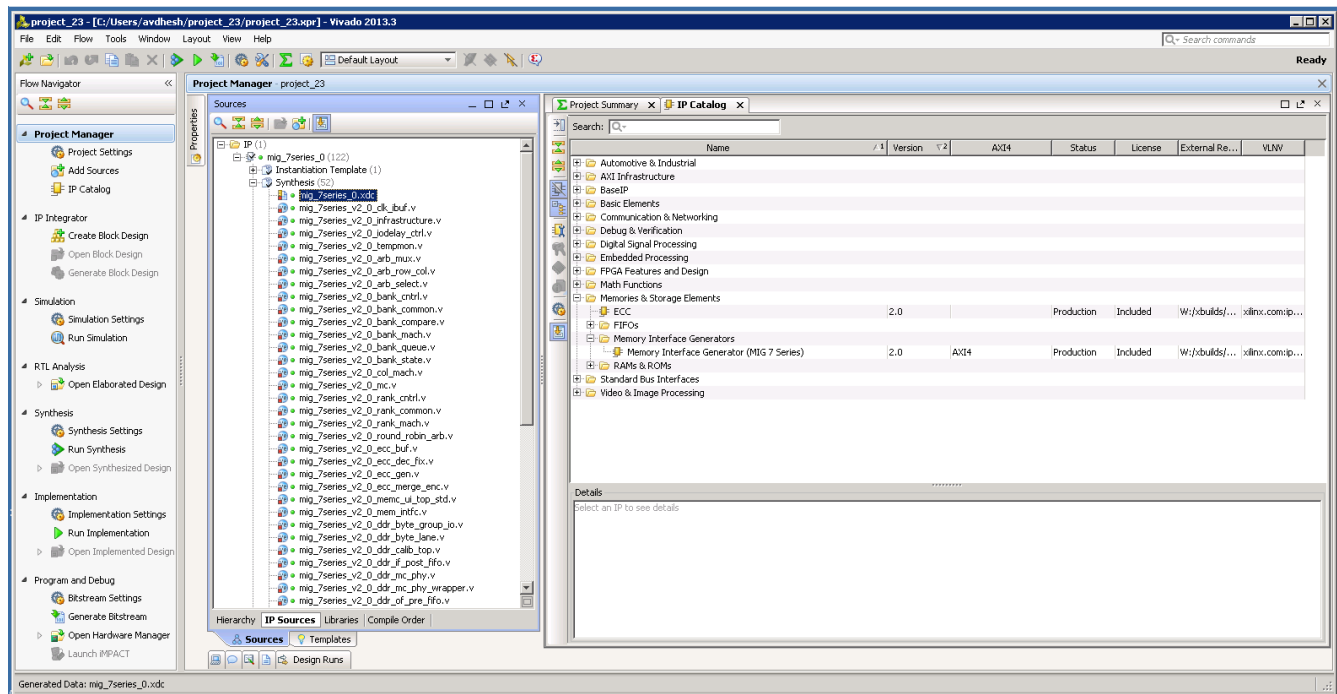 project_23 - [C:/Users/avdhesh/project_23/project_23.xpr] - Vivado 2013.3
File Edit Flow Tools Window Layout View Help
Q- Search commands
Default Layout
Ready
Flow Navigator
Project Manager
Project Settings
Add Sources
IP Catalog
IP Integrator
Create Block Design
Open Block Design
Generate Block Design
Simulation
Simulation Settings
Run Simulation
RTL Analysis
Open Elaborated Design
Synthesis
Synthesis Settings
Run Synthesis
Open Synthesized Design
Implementation
Implementation Settings
Run Implementation
Open Implemented Design
Program and Debug
Bitstream Settings
Generate Bitstream
Open Hardware Manager
Launch iMPACT
Project Manager - project_23
Properties
Sources
IP (1)
mig_7series_0 (122)
Instantiation Template (1)
Synthesis (52)
mig_7series_0.xdc
mig_7series_v2_0_clk_ibuf.v
mig_7series_v2_0_infrastructure.v
mig_7series_v2_0_iodelay_ctrl.v
mig_7series_v2_0_tempmon.v
mig_7series_v2_0_arb_mux.v
mig_7series_v2_0_arb_row_col.v
mig_7series_v2_0_arb_select.v
mig_7series_v2_0_bank_cntrl.v
mig_7series_v2_0_bank_common.v
mig_7series_v2_0_bank_compare.v
mig_7series_v2_0_bank_mach.v
mig_7series_v2_0_bank_queue.v
mig_7series_v2_0_bank_state.v
mig_7series_v2_0_col_mach.v
mig_7series_v2_0_mc.v
mig_7series_v2_0_rank_cntrl.v
mig_7series_v2_0_rank_common.v
mig_7series_v2_0_rank_mach.v
mig_7series_v2_0_round_robin_arb.v
mig_7series_v2_0_ecc_buf.v
mig_7series_v2_0_ecc_dec_fix.v
mig_7series_v2_0_ecc_gen.v
mig_7series_v2_0_ecc_merge_enc.v
mig_7series_v2_0_memc_ui_top_std.v
mig_7series_v2_0_mem_intfc.v
mig_7series_v2_0_ddr_byte_group_io.v
mig_7series_v2_0_ddr_byte_lane.v
mig_7series_v2_0_ddr_calib_top.v
mig_7series_v2_0_ddr_if_post_fifo.v
mig_7series_v2_0_ddr_mc_phy.v
mig_7series_v2_0_ddr_mc_phy_wrapper.v
mig_7series_v2_0_ddr_of_pre_fifo.v
Hierarchy IP Sources Libraries Compile Order
Sources Templates
Design Runs
Project Summary IP Catalog
Search: Q-
Name 1 Version 2 AXI4 Status License External Re... VLNV
Automotive & Industrial
AXI Infrastructure
BaseIP
Basic Elements
Communication & Networking
Debug & Verification
Digital Signal Processing
Embedded Processing
FPGA Features and Design
Math Functions
Memories & Storage Elements
ECC 2.0 Production Included W:/xbuilds/... xilinx.com:ip...
FIFOs
Memory Interface Generators
Memory Interface Generator (MIG 7 Series) 2.0 AXI4 Production Included W:/xbuilds/... xilinx.com:ip...
RAMs & ROMs
Standard Bus Interfaces
Video & Image Processing
Details
Select an IP to see details
Generated Data: mig_7series_0.xdc